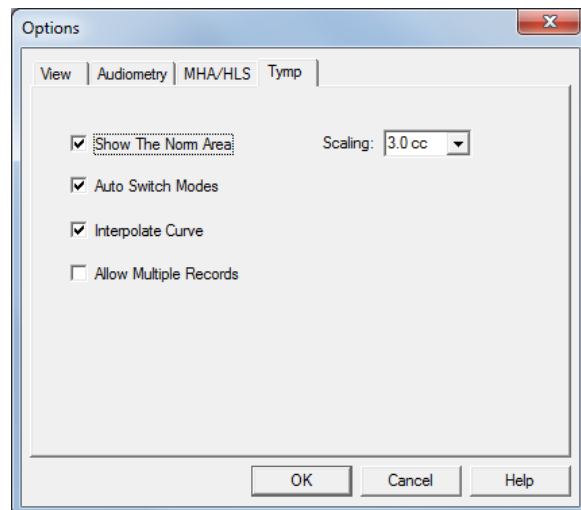 Options
View Audiometry MHA/HLS Tymp
Show The Norm Area Scaling: 3.0 cc
Auto Switch Modes
Interpolate Curve
Allow Multiple Records
OK Cancel Help